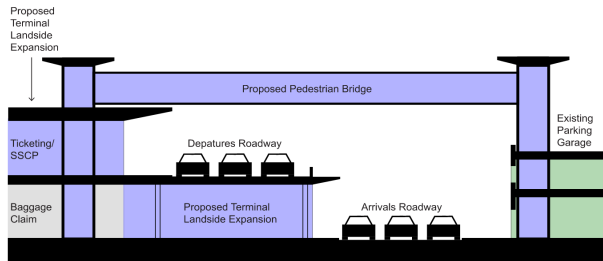 Proposed
Terminal
Landside
Expansion
Proposed Pedestrian Bridge
Existing
Parking
Garage
Ticketing/
SSCP
Depatures Roadway
Baggage
Claim
Proposed Terminal
Landside Expansion
Arrivals Roadway